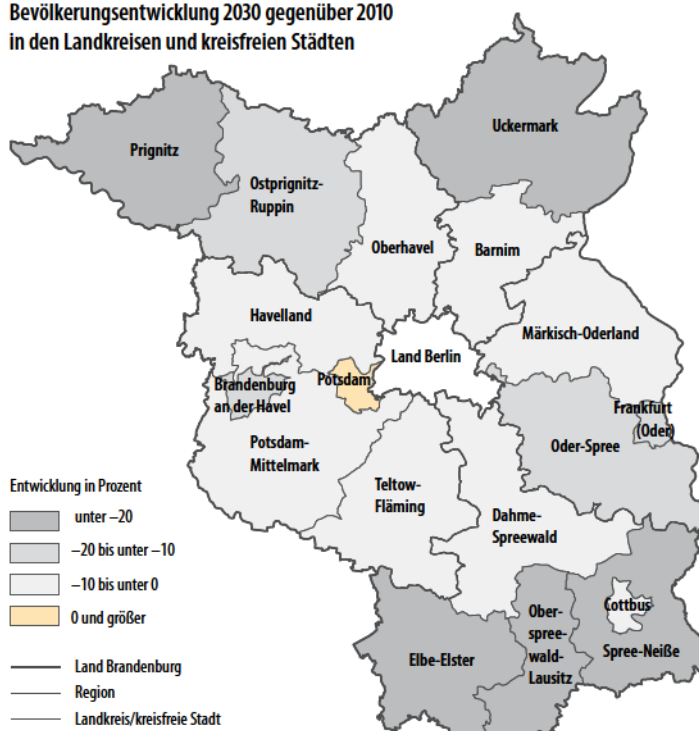 Bevölkerungsentwicklung 2030 gegenüber 2010
in den Landkreisen und kreisfreien Städten
Uckermark
Prignitz
Ostprignitz-
Ruppin
Oberhavel
Barnim
Havelland
Märkisch-Oderland
Land Berlin
Potsdam
Brandenburg
an der Havel
Frankfurt
(Oder)
Potsdam-
Mittelmark
Oder-Spree
Teltow-
Fläming
Dahme-
Spreewald
Cottbus
Ober-
spree-
wald-
Lausitz
Spree-Neiße
Elbe-Elster
Entwicklung in Prozent
unter –20
–20 bis unter –10
–10 bis unter 0
0 und größer
Land Brandenburg
Region
Landkreis/kreisfreie Stadt